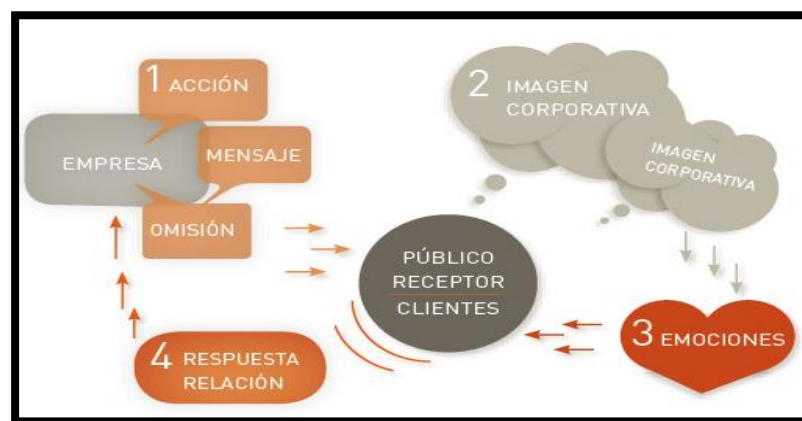 1 ACCIÓN
EMPRESA
MENSAJE
OMISIÓN
2 IMAGEN
CORPORATIVA
IMAGEN
CORPORATIVA
PÚBLICO
RECEPTOR
CLIENTES
3 EMOCIONES
4 RESPUESTA
RELACIÓN